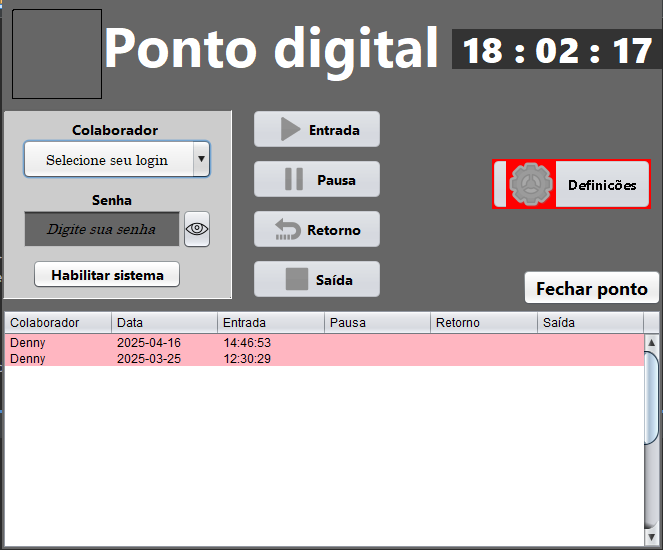 Ponto digital 18 : 02 : 17
Colaborador
Selecione seu login
Senha
Digite sua senha
Habilitar sistema
Entrada
Pausa
Retorno
Saída
Definicões
Fechar ponto
Colaborador Data Entrada Pausa Retorno Saída
Denny 2025-04-16 14:46:53
Denny 2025-03-25 12:30:29